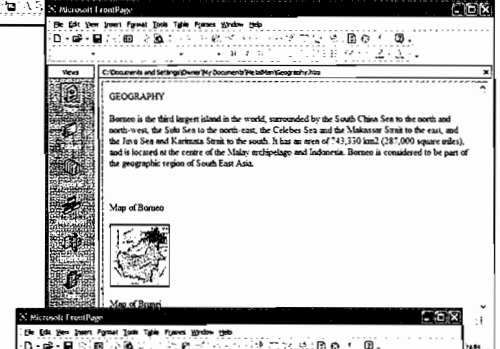 Microsoft FrontPage
File Edit View Insert Format Tools Table Frames Window Help
Views
C:\Documents and Settings\Owner\My Documents\
GEOGRAPHY
Borneo is the third largest island in the world, surrounded by the South China Sea to the north and
north-west, the Sulu Sea to the north-east, the Celebes Sea and the Makassar Strait to the east, and
the Java Sea and Karimata Strait to the south. It has an area of 743,330 km2 (287,000 square miles),
and is located at the centre of the Malay archipelago and Indonesia. Borneo is considered to be part of
the geographic region of South East Asia.
Map of Borneo
Map of Brunei
Microsoft FrontPage
File Edit View Insert Format Tools Table Frames Window Help